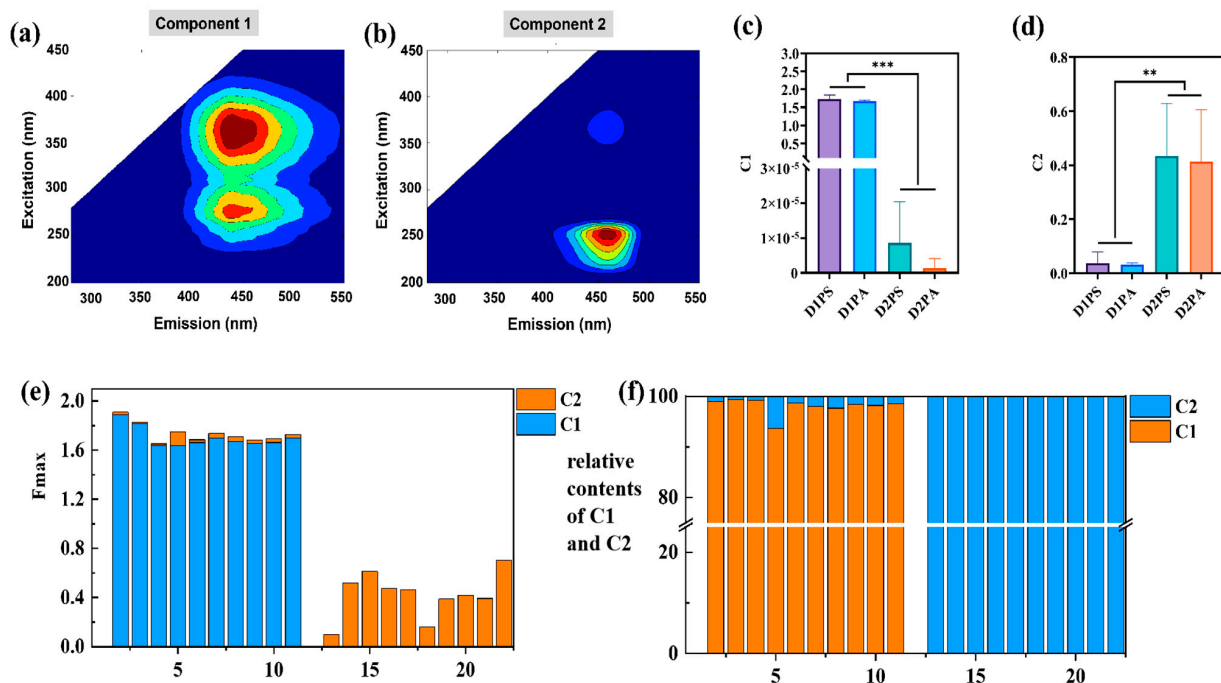 (a)
Component 1
450
400
350
300
250
200
300
350
400
450
500
550
Excitation (nm)
Emission (nm)
(b)
Component 2
450
400
350
300
250
200
300
350
400
450
500
550
Excitation (nm)
Emission (nm)
(c)
3.0
2.5
2.0
1.5
1.0
0.5
3×10⁻⁵
2×10⁻⁵
1×10⁻⁵
0
C1
***
D1PS
D1PA
D2PS
D2PA
(d)
0.8
0.6
0.4
0.2
0.0
C2
**
D1PS
D1PA
D2PS
D2PA
(e)
2.0
1.6
1.2
0.8
0.4
0.0
Fmax
5
10
15
20
C2
C1
relative
contents
of C1
and C2
(f)
100
80
20
0
5
10
15
20
C2
C1